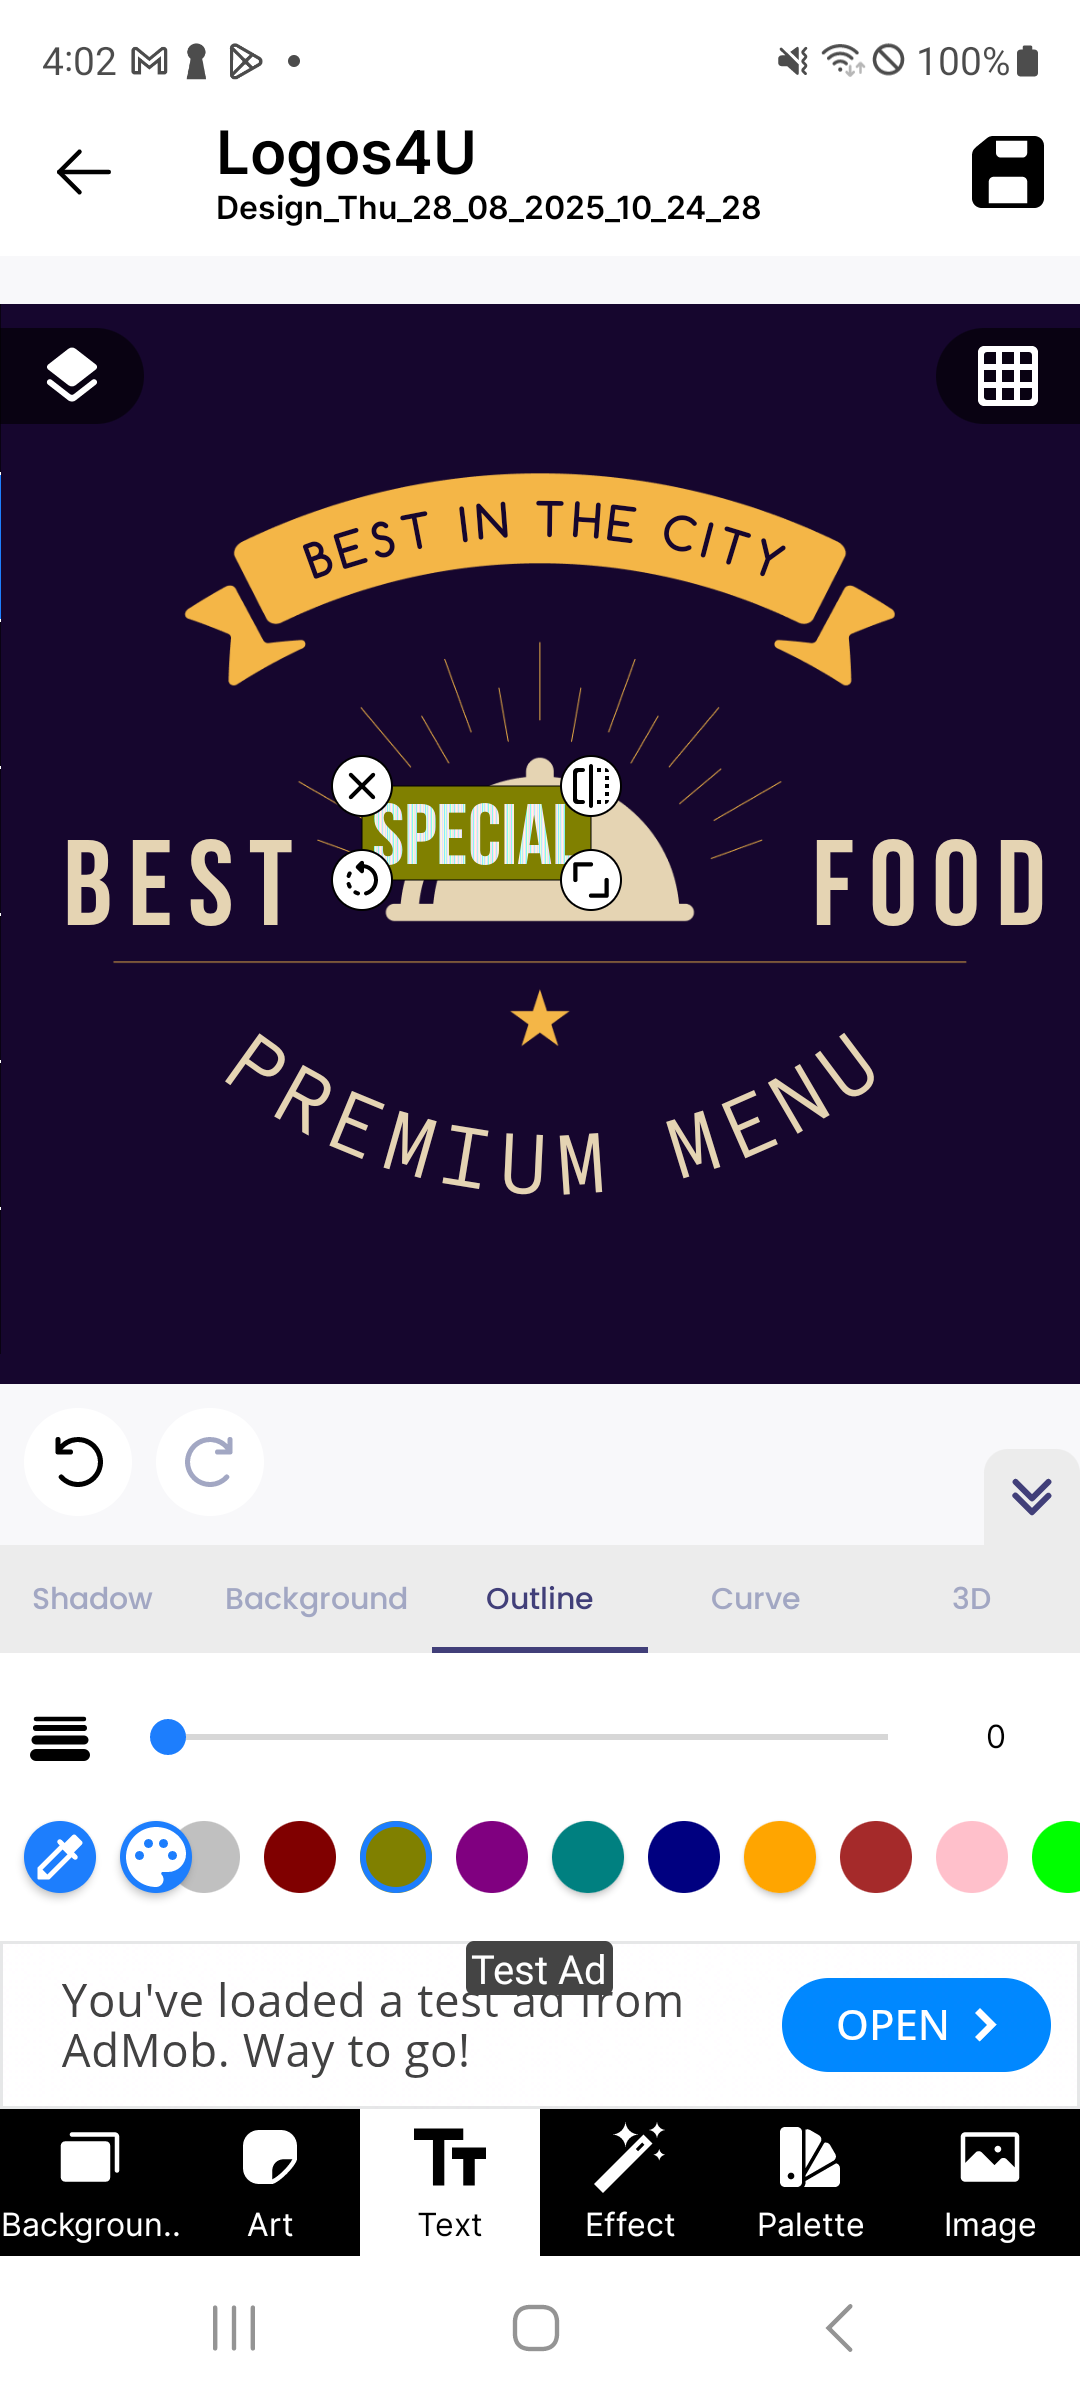 4:02
100%
Logos4U
Design_Thu_28_08_2025_10_24_28
BEST IN THE CITY
SPECIAL
BEST
FOOD
PREMIUM MENU
Shadow
Background
Outline
Curve
3D
0
Test Ad
You've loaded a test ad from
AdMob. Way to go!
OPEN
Backgroun..
Art
Text
Effect
Palette
Image